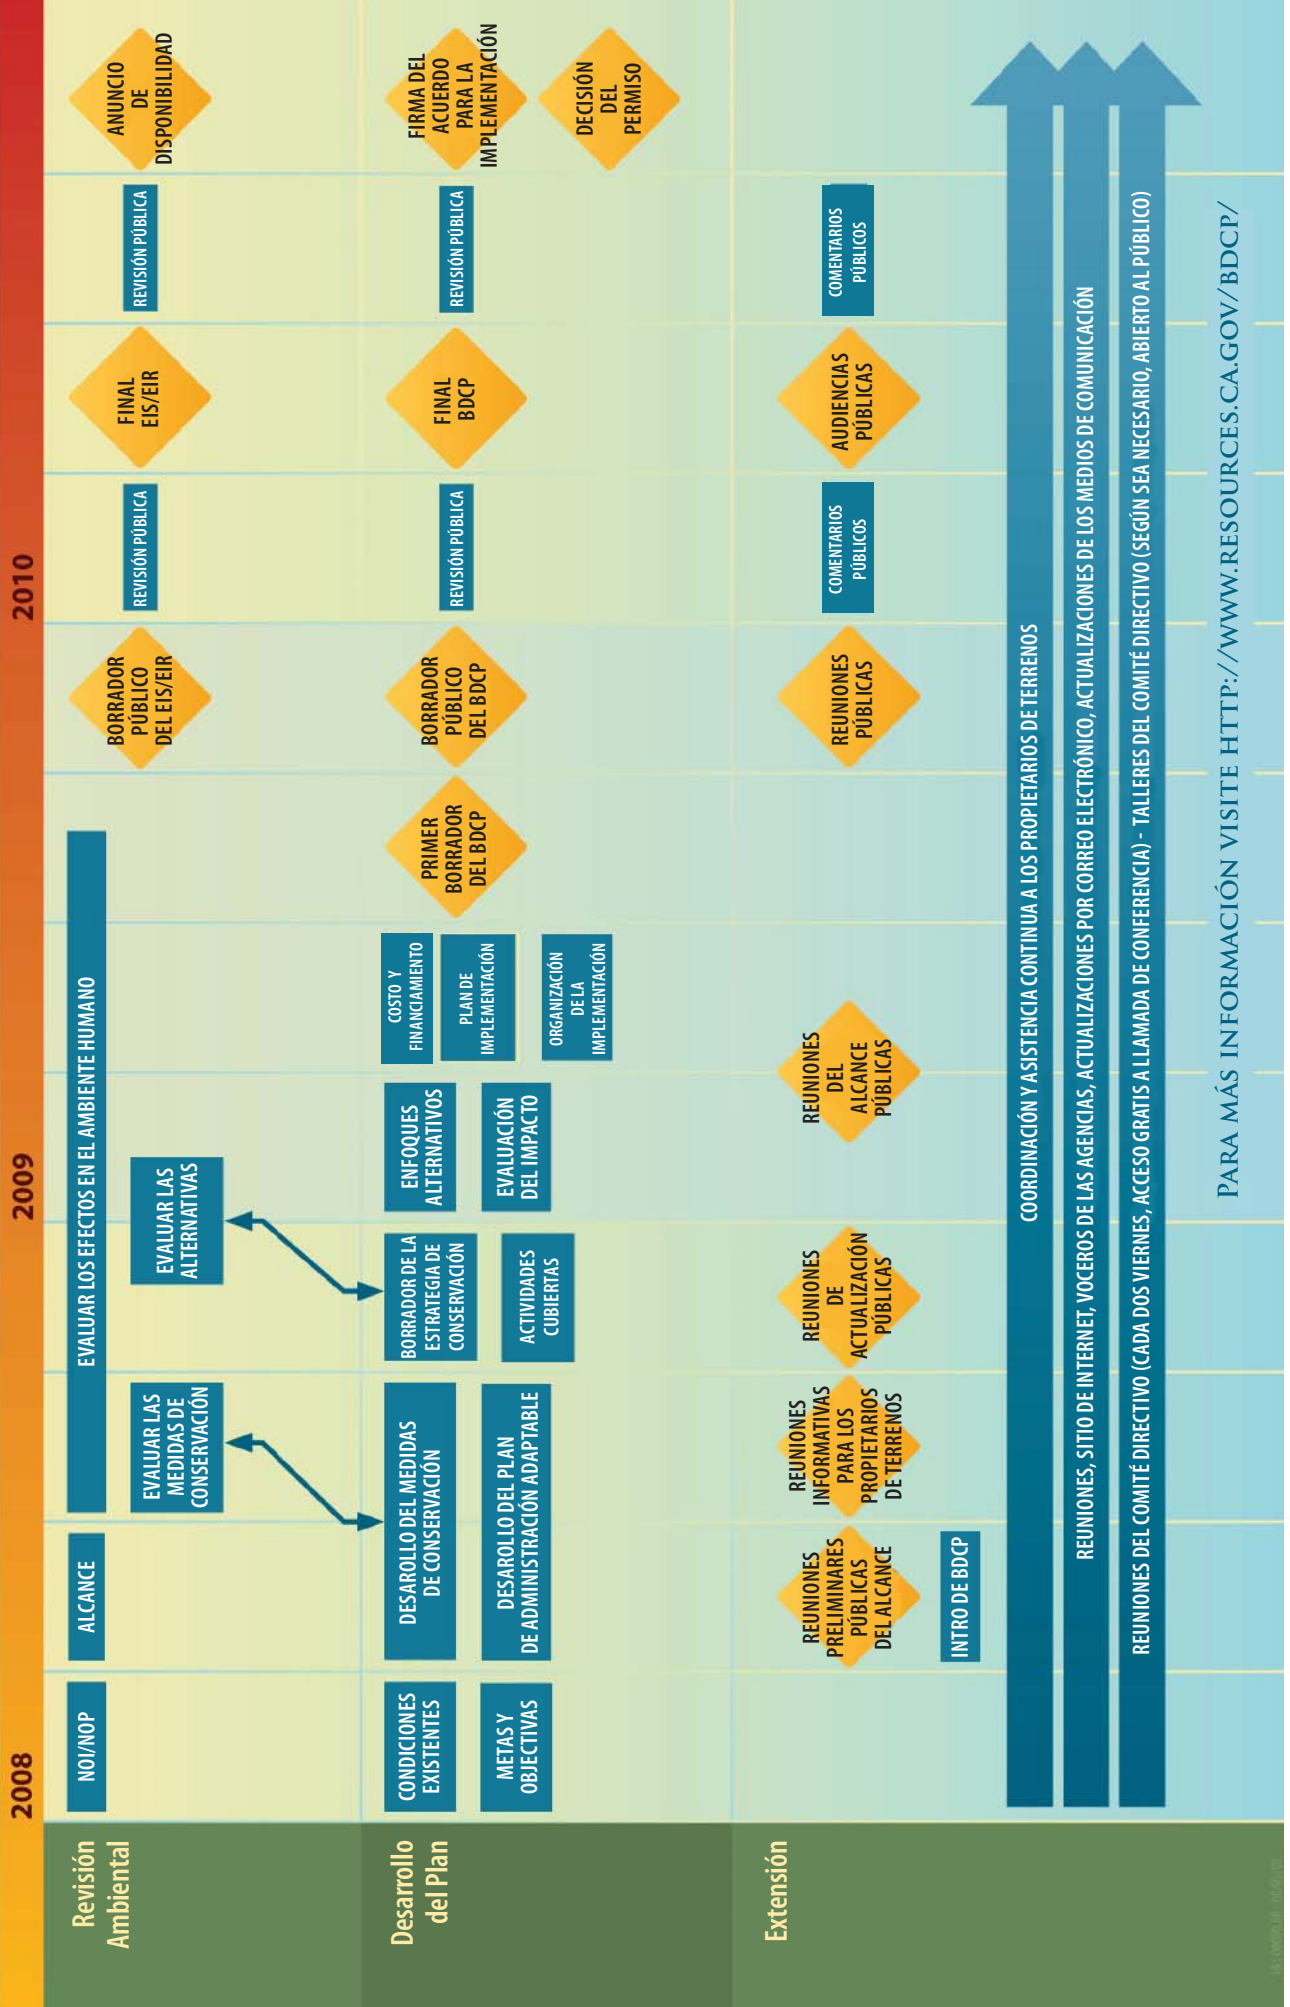 2008
2009
2010
Revisión
Ambiental
NOI/NOP
ALCANCE
EVALUAR LOS EFECTOS EN EL AMBIENTE HUMANO
EVALUAR LAS
MEDIDAS DE
CONSERVACIÓN
EVALUAR LAS
ALTERNATIVAS
BORRADOR
PÚBLICO
DEL EIS/EIR
REVISIÓN PÚBLICA
FINAL
EIS/EIR
REVISIÓN PÚBLICA
ANUNCIO
DE
DISPONIBILIDAD
Desarrollo
del Plan
CONDICIONES
EXISTENTES
METAS Y
OBJECTIVAS
DESAROLLO DEL MEDIDAS
DE CONSERVACIÓN
DESAROLLO DEL PLAN
DE ADMINISTRACIÓN ADAPTABLE
BORRADOR DE LA
ESTRATEGIA DE
CONSERVACIÓN
ACTIVIDADES
CUBIERTAS
ENFOQUES
ALTERNATIVOS
EVALUACIÓN
DEL IMPACTO
COSTO Y
FINANCIAMIENTO
PLAN DE
IMPLEMENTACIÓN
ORGANIZACIÓN
DE LA
IMPLEMENTACIÓN
PRIMER
BORRADOR
DEL BDCP
BORRADOR
PÚBLICO
DEL BDCP
REVISIÓN PÚBLICA
FINAL
BDCP
REVISIÓN PÚBLICA
FIRMA DEL
ACUERDO
PARA LA
IMPLEMENTACIÓN
DECISIÓN
DEL
PERMISO
Extensión
REUNIONES
PRELIMINARES
PÚBLICAS
DEL ALCANCE
INTRO DE BDCP
REUNIONES
INFORMATIVAS
PARA LOS
PROPIETARIOS
DE TERRENOS
REUNIONES
DE
ACTUALIZACIÓN
PÚBLICAS
REUNIONES
DEL
ALCANCE
PÚBLICAS
REUNIONES
PÚBLICAS
COMENTARIOS
PÚBLICOS
AUDIENCIAS
PÚBLICAS
COMENTARIOS
PÚBLICOS
COORDINACIÓN Y ASISTENCIA CONTINUA A LOS PROPIETARIOS DE TERRENOS
REUNIONES, SITIO DE INTERNET, VOCEROS DE LAS AGENCIAS, ACTUALIZACIONES POR CORREO ELECTRÓNICO, ACTUALIZACIONES DE LOS MEDIOS DE COMUNICACIÓN
REUNIONES DEL COMITÉ DIRECTIVO (CADA DOS VIERNES, ACCESO GRATIS A LLAMADA DE CONFERENCIA) - TALLERES DEL COMITÉ DIRECTIVO (SEGÚN SEA NECESARIO, ABIERTO AL PÚBLICO)
PARA MÁS INFORMACIÓN VISITE HTTP://WWW.RESOURCES.CA.GOV/BDCP/